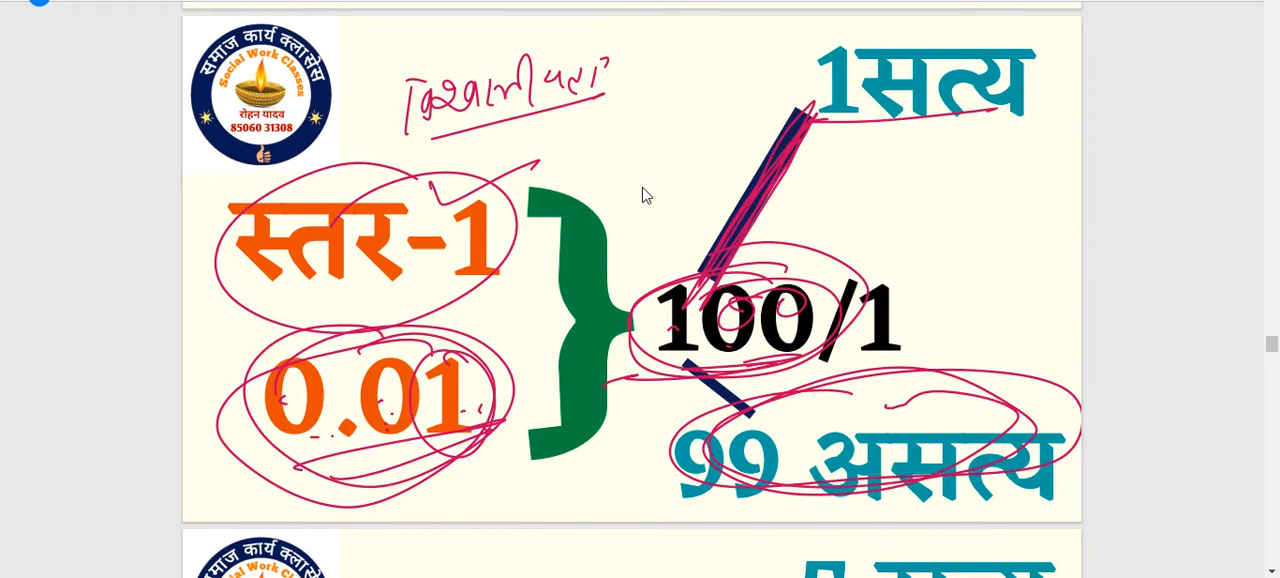 समाज कार्य क्लासेस
Social Work Classes
रोहन यादव
85060 31308
1सत्य
स्तर-1
0.01
100/1
99 असत्य